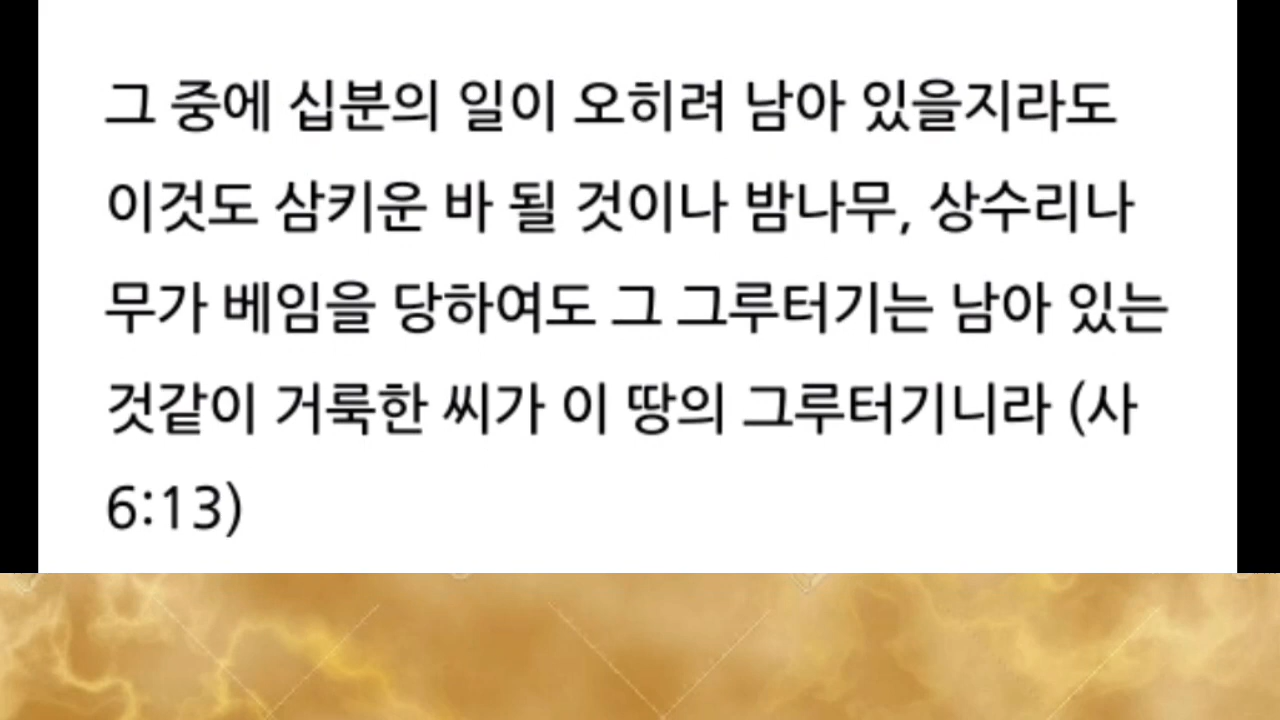 그 중에 십분의 일이 오히려 남아 있을지라도
이것도 삼키운 바 될 것이나 밤나무, 상수리나
무가 베임을 당하여도 그 그루터기는 남아 있는
것같이 거룩한 씨가 이 땅의 그루터기니라 (사
6:13)